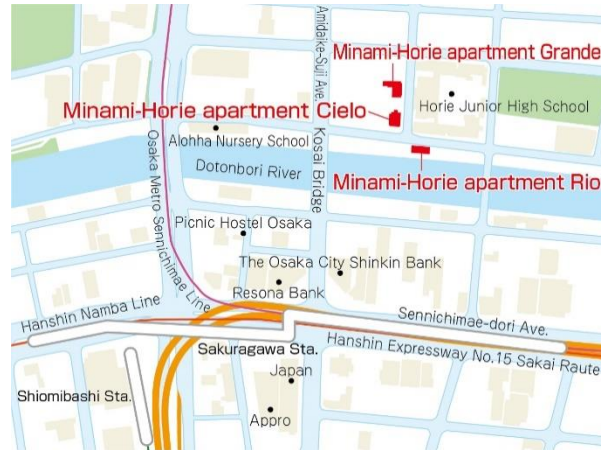 Amidaike-Suji Ave.
Minami-Horie apartment Grande
Minami-Horie apartment Cielo
Horie Junior High School
Alohha Nursery School
Osaka Metro Sennichimae Line
Dotonbori River
Kosai Bridge
Minami-Horie apartment Rio
Picnic Hostel Osaka
The Osaka City Shinkin Bank
Resona Bank
Hanshin Namba Line
Sennichimae-dori Ave.
Sakuragawa Sta.
Hanshin Expressway No.15 Sakai Route
Japan
Shiomibashi Sta.
Appro